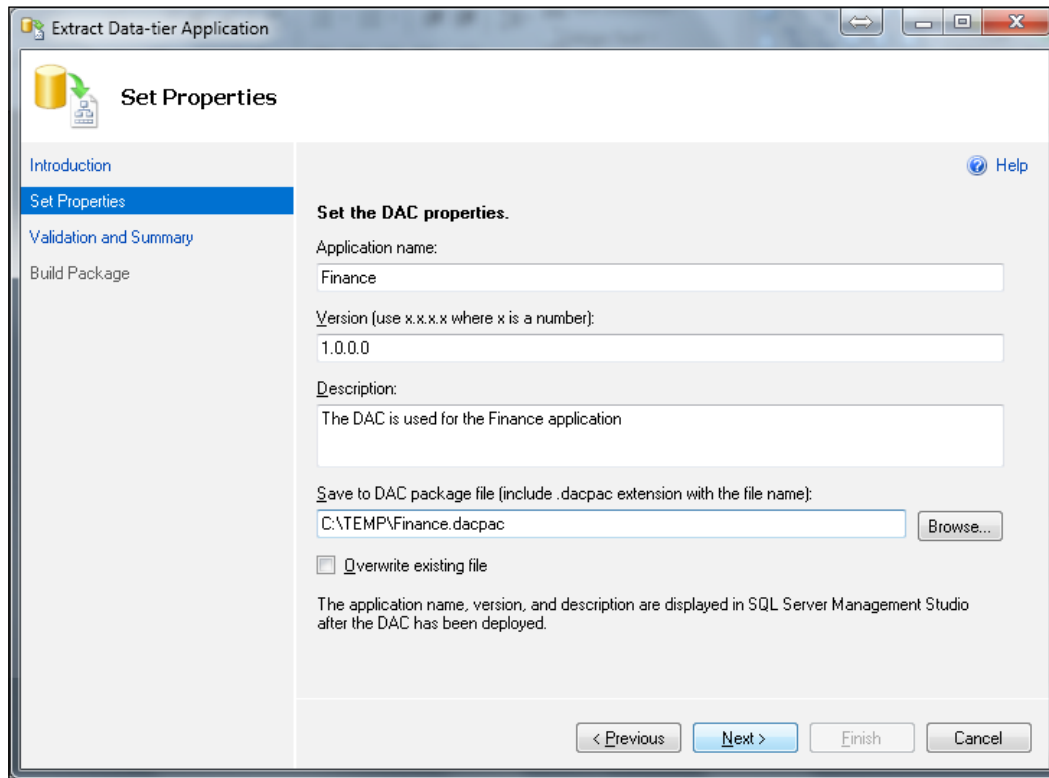 Extract Data-tier Application
Set Properties
Introduction
Help
Set Properties
Validation and Summary
Build Package
Set the DAC properties.
Application name:
Finance
Version (use x.x.x.x where x is a number):
1.0.0.0
Description:
The DAC is used for the Finance application
Save to DAC package file (include .dacpac extension with the file name):
C:\TEMP\Finance.dacpac
Browse...
Overwrite existing file
The application name, version, and description are displayed in SQL Server Management Studio
after the DAC has been deployed.
< Previous
Next >
Finish
Cancel